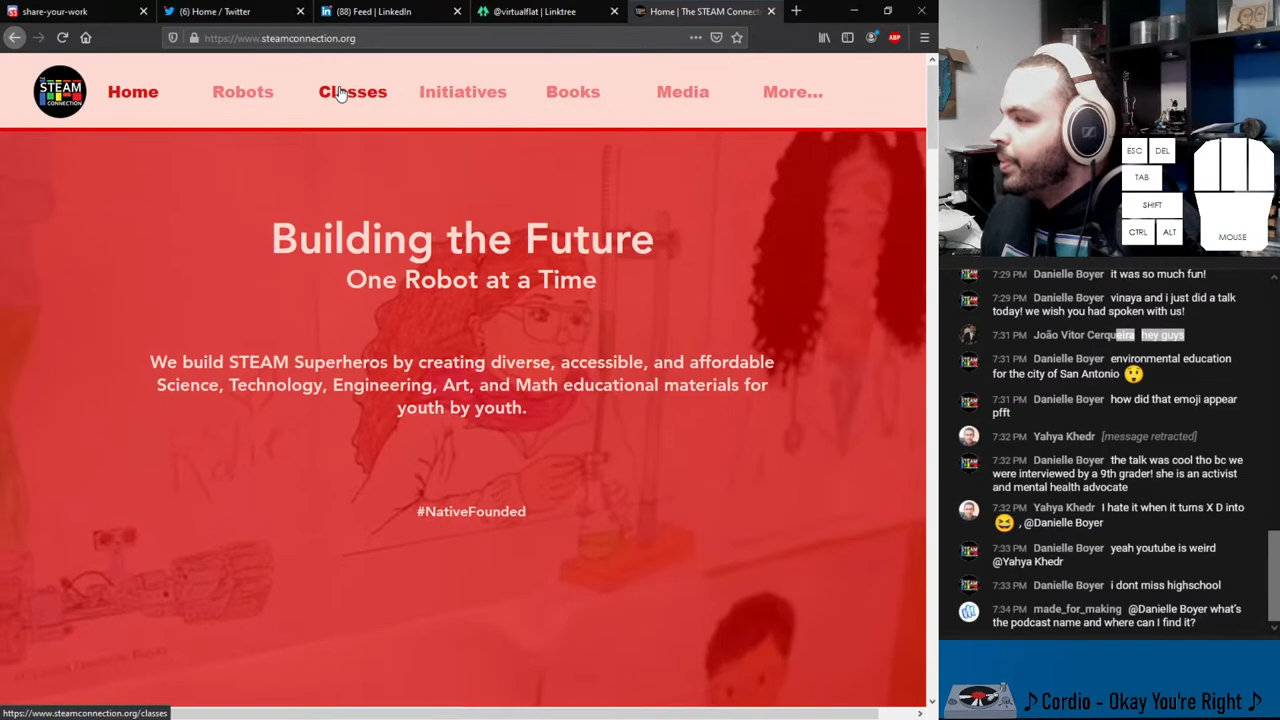 share-your-work
(6) Home / Twitter
(88) Feed | LinkedIn
@virtualflat | Linktree
Home | The STEAM Connect
https://www.steamconnection.org
ABP
THE STEAM CONNECTION
Home
Robots
Classes
Initiatives
Books
Media
More...
Building the Future
One Robot at a Time
We build STEAM Superheros by creating diverse, accessible, and affordable
Science, Technology, Engineering, Art, and Math educational materials for
youth by youth.
#NativeFounded
https://www.steamconnection.org/classes
ESC
DEL
TAB
SHIFT
CTRL
ALT
MOUSE
7:29 PM Danielle Boyer it was so much fun!
7:29 PM Danielle Boyer vinaya and i just did a talk
today! we wish you had spoken with us!
7:31 PM João Vitor Cerqueira hey guys
7:31 PM Danielle Boyer environmental education
for the city of San Antonio 😲
7:31 PM Danielle Boyer how did that emoji appear
pfft
7:32 PM Yahya Khedr [message retracted]
7:32 PM Danielle Boyer the talk was cool tho bc we
were interviewed by a 9th grader! she is an activist
and mental health advocate
7:32 PM Yahya Khedr I hate it when it turns X D into
😆 , @Danielle Boyer
7:33 PM Danielle Boyer yeah youtube is weird
@Yahya Khedr
7:33 PM Danielle Boyer i dont miss highschool
7:34 PM made_for_making @Danielle Boyer what's
the podcast name and where can I find it?
♪ Cordio - Okay You're Right ♪